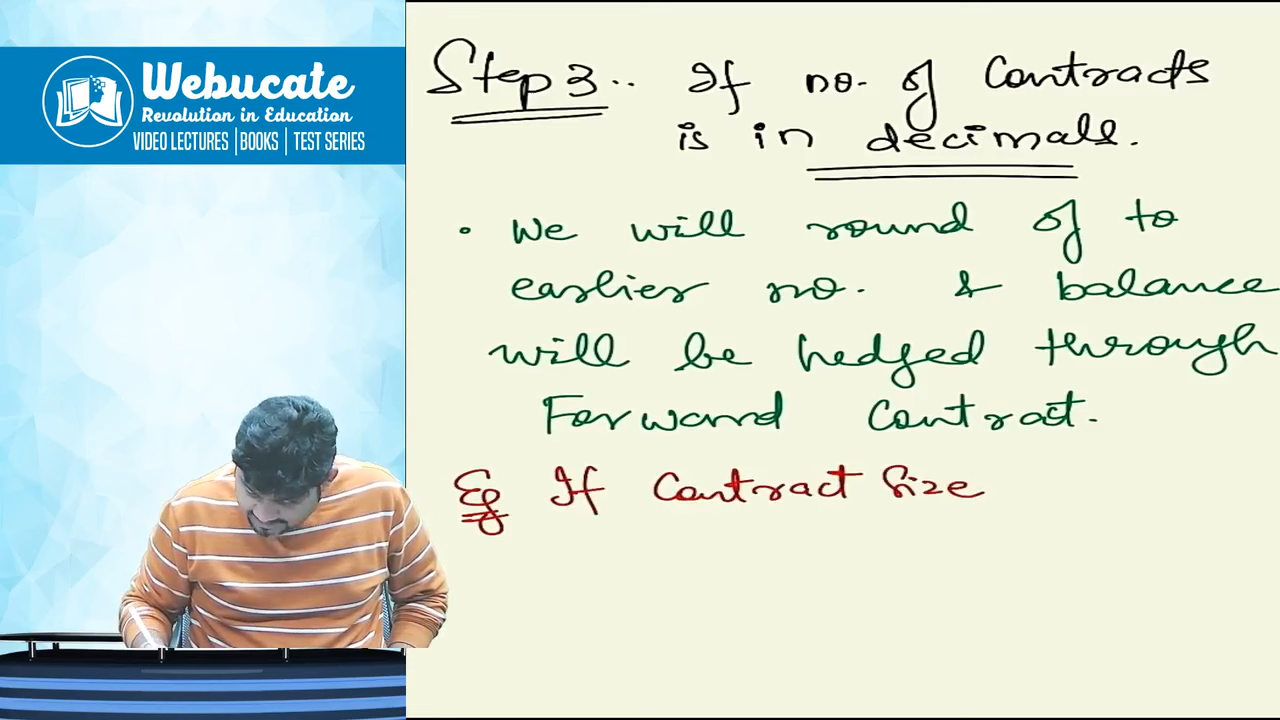 Webucate
Revolution in Education
VIDEO LECTURES | BOOKS | TEST SERIES
Step 3.. If no. of Contracts
is in decimals.
• We will round of to
earlier no. & balance
will be hedged through
Forward Contract.
Eg If Contract Size